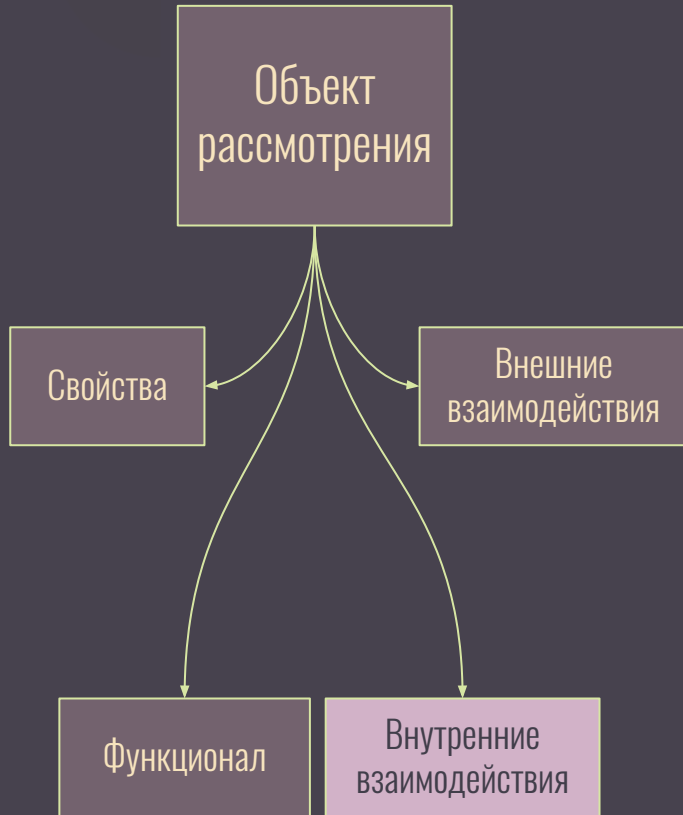 Объект
рассмотрения
Свойства
Внешние
взаимодействия
Функционал
Внутренние
взаимодействия